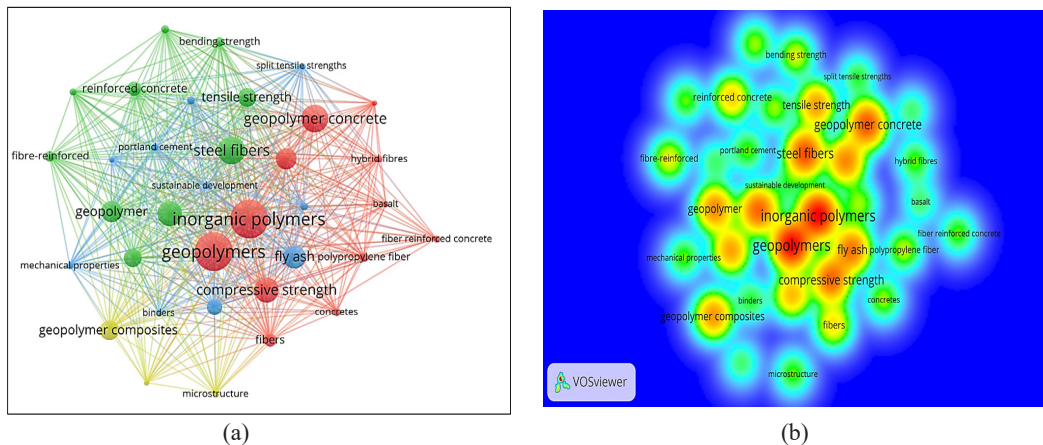 bending strength
split tensile strengths
reinforced concrete
tensile strength
geopolymer concrete
portland cement
steel fibers
fibre-reinforced
hybrid fibres
sustainable development
basalt
geopolymer
inorganic polymers
fiber reinforced concrete
geopolymers
fly ash
polypropylene fiber
mechanical properties
compressive strength
binders
concretes
geopolymer composites
fibers
microstructure
(a)
bending strength
split tensile strengths
reinforced concrete
tensile strength
geopolymer concrete
portland cement
steel fibers
fibre-reinforced
hybrid fibres
sustainable development
basalt
geopolymer
inorganic polymers
fiber reinforced concrete
geopolymers
fly ash
polypropylene fiber
mechanical properties
compressive strength
binders
concretes
geopolymer composites
fibers
microstructure
VOSviewer
(b)